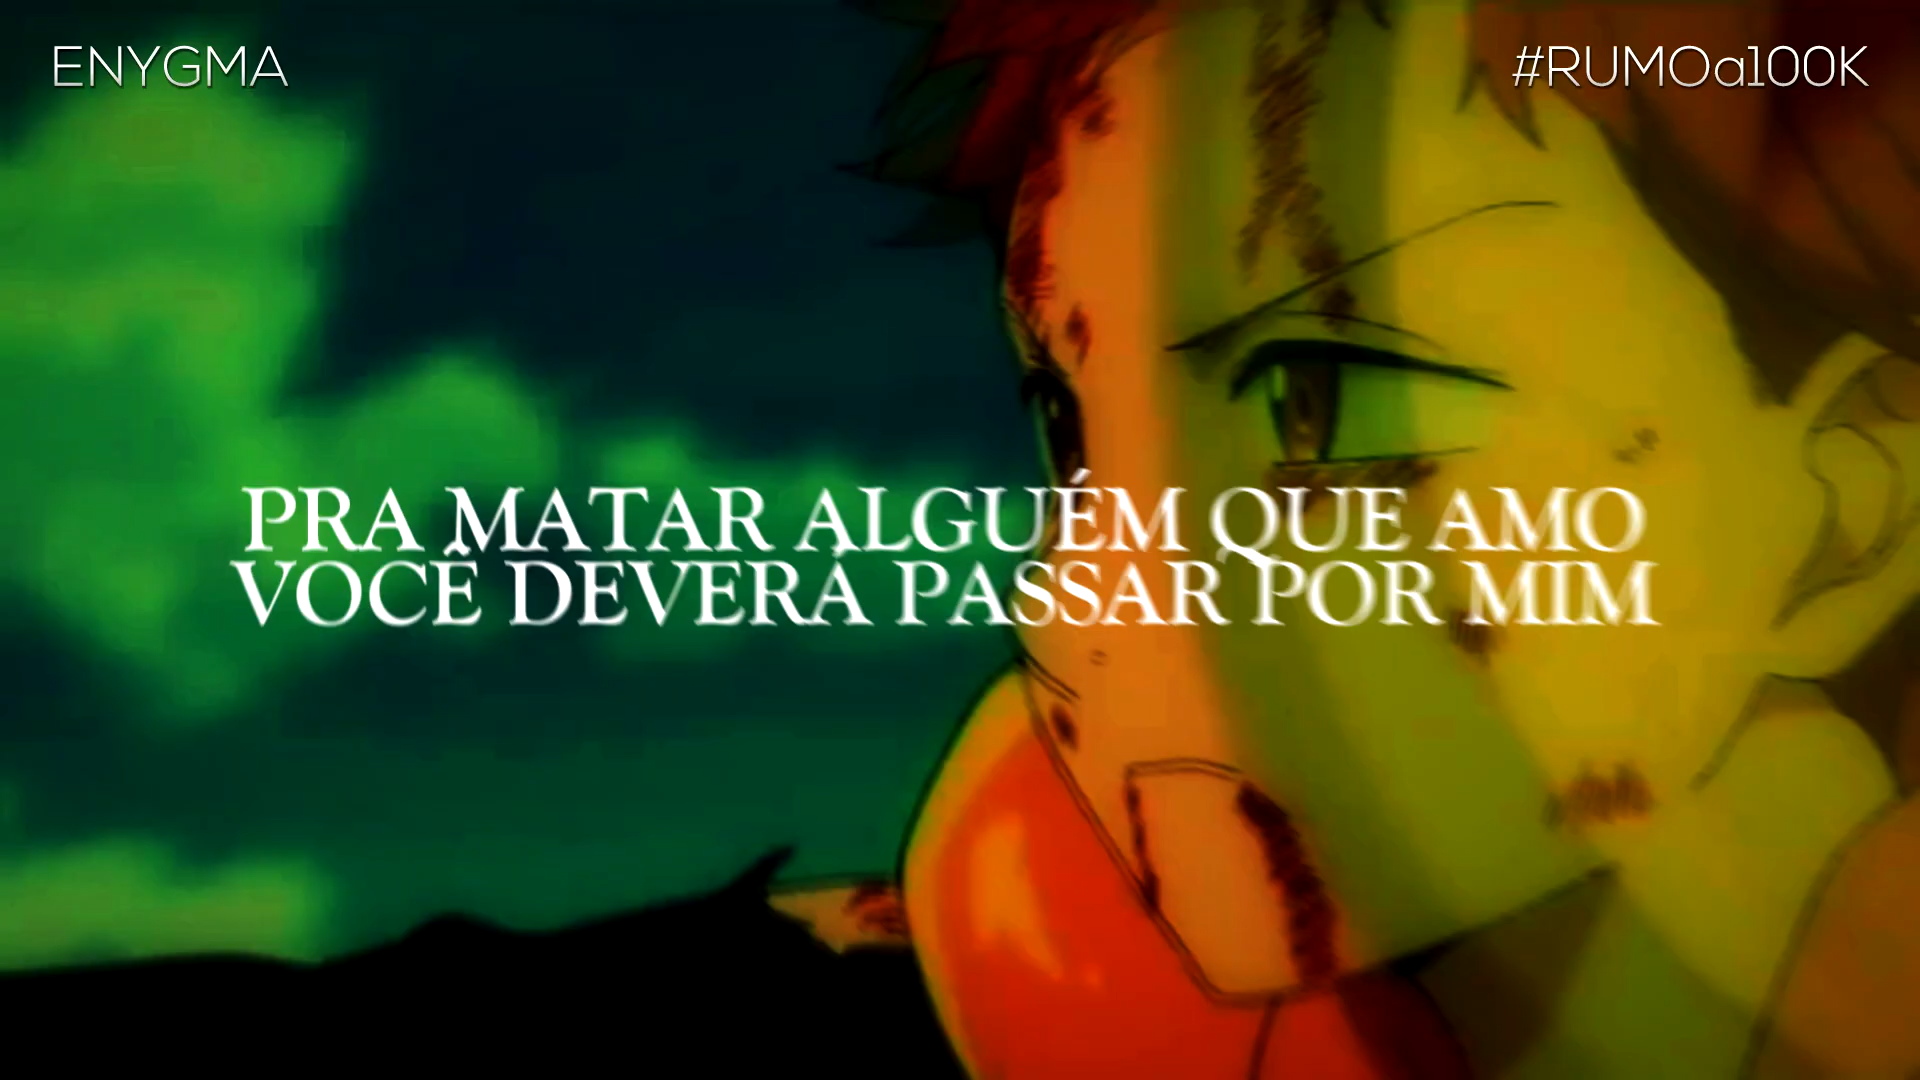 ENYGMA
#RUMOa100K
PRA MATAR ALGUÉM QUE AMO
VOCÊ DEVERÁ PASSAR POR MIM